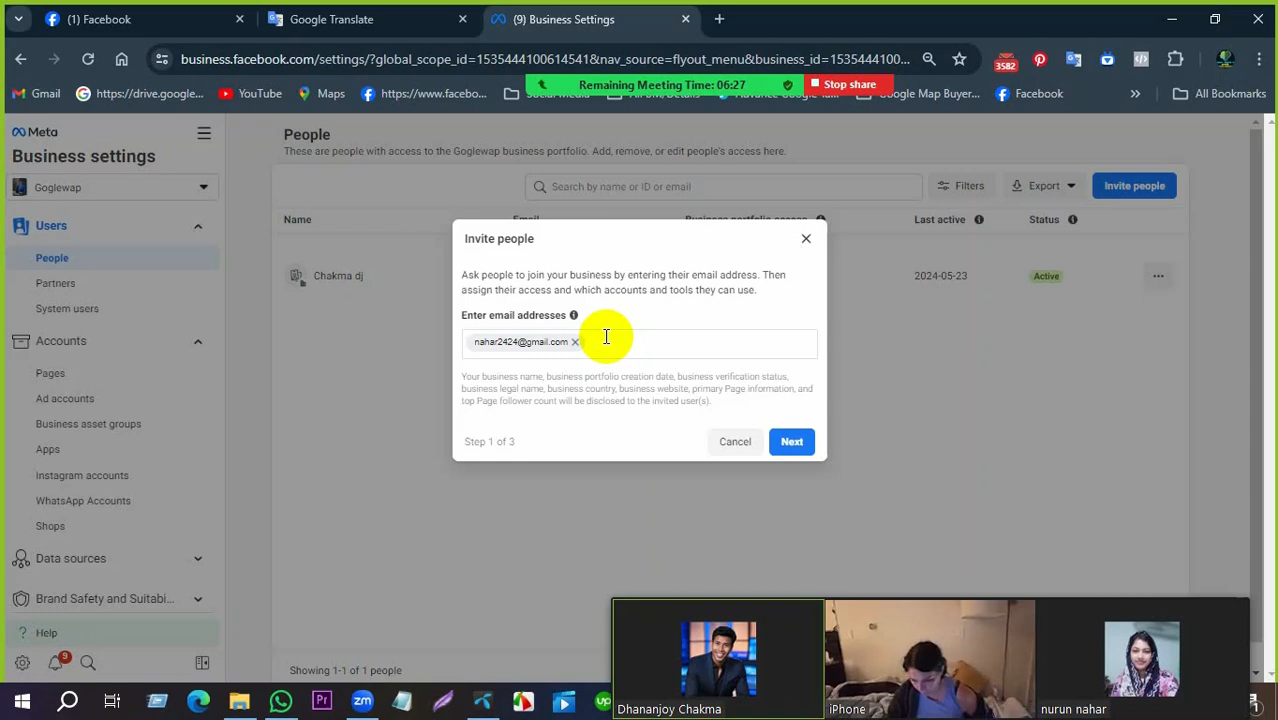 (1) Facebook
Google Translate
(9) Business Settings
business.facebook.com/settings/?global_scope_id=1535444100614541&nav_source=flyout_menu&business_id=1535444100...
3582
Remaining Meeting Time: 06:27
Stop share
Gmail
https://drive.google...
YouTube
Maps
https://www.facebo...
Google Map Buyer...
Facebook
All Bookmarks
Meta
Business settings
Goglewap
Users
People
Partners
System users
Accounts
Pages
Ad accounts
Business asset groups
Apps
Instagram accounts
WhatsApp Accounts
Shops
Data sources
Brand Safety and Suitabi...
Help
9
People
These are people with access to the Goglewap business portfolio. Add, remove, or edit people's access here.
Search by name or ID or email
Filters
Export
Invite people
Name
Email
Business portfolio access
Last active
Status
Chakma dj
2024-05-23
Active
Invite people
Ask people to join your business by entering their email address. Then
assign their access and which accounts and tools they can use.
Enter email addresses
nahar2424@gmail.com
Your business name, business portfolio creation date, business verification status,
business legal name, business country, business website, primary Page information, and
top Page follower count will be disclosed to the invited user(s).
Step 1 of 3
Cancel
Next
Showing 1-1 of 1 people
Dhananjoy Chakma
iPhone
nurun nahar
Pr
zm
up
1